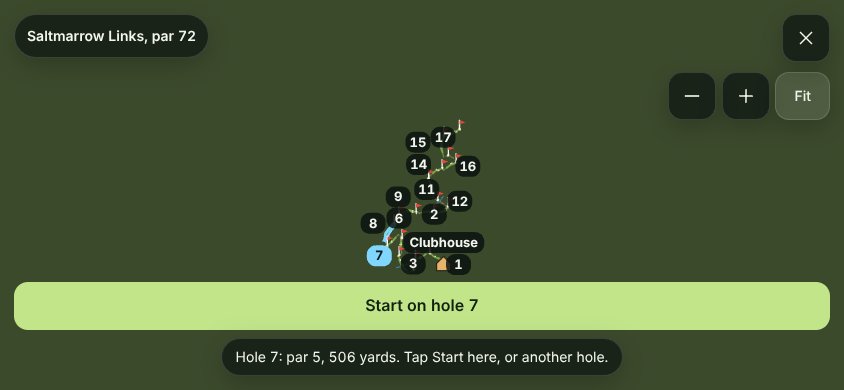 Saltmarrow Links, par 72
Fit
15
17
14
16
11
9
12
6
2
8
Clubhouse
7
3
1
Start on hole 7
Hole 7: par 5, 506 yards. Tap Start here, or another hole.